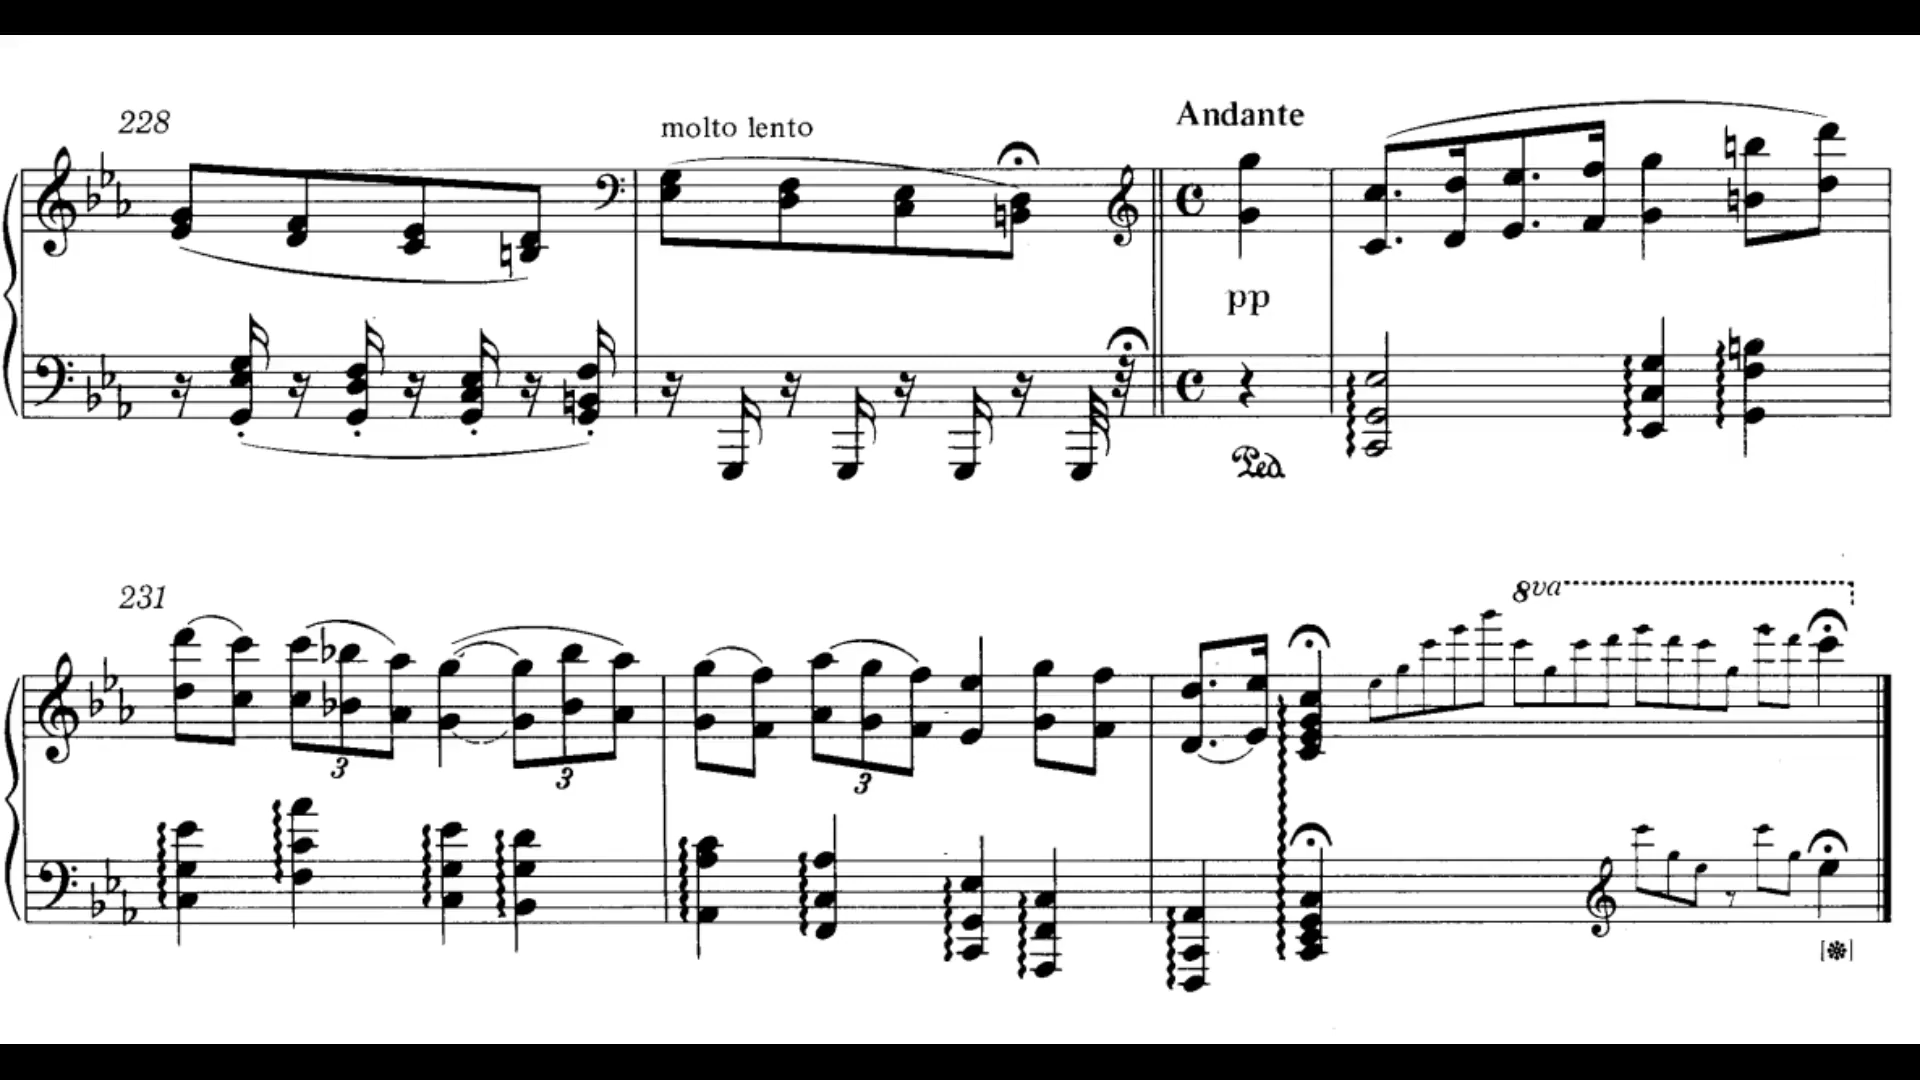 228
molto lento
Andante
pp
Ped
231
8va
3
3
3